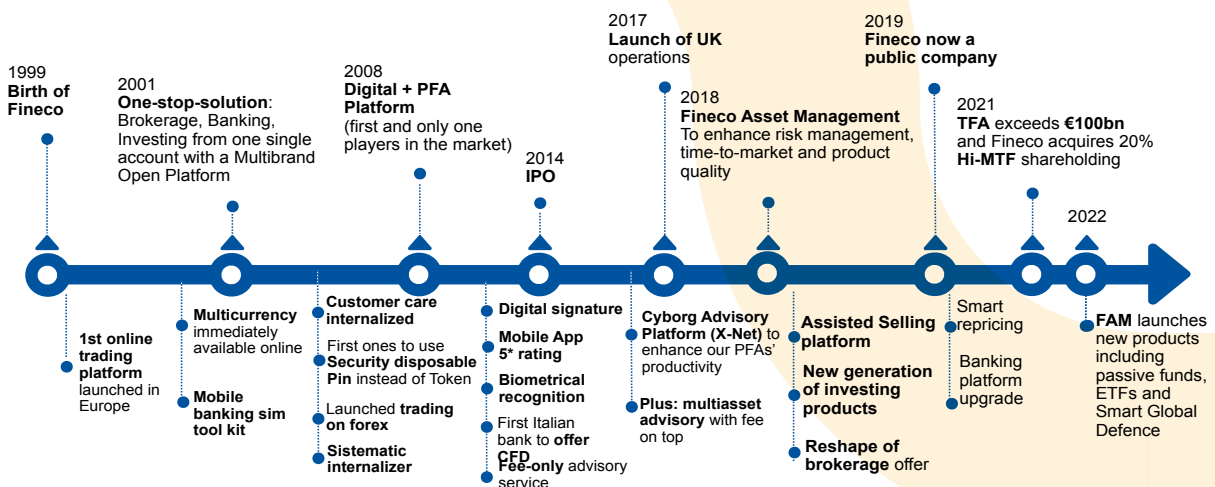 1999
Birth of
Fineco
2001
One-stop-solution:
Brokerage, Banking,
Investing from one single
account with a Multibrand
Open Platform
2008
Digital + PFA
Platform
(first and only one
players in the market)
2014
IPO
2017
Launch of UK
operations
2018
Fineco Asset Management
To enhance risk management,
time-to-market and product
quality
2019
Fineco now a
public company
2021
TFA exceeds €100bn
and Fineco acquires 20%
Hi-MTF shareholding
2022
1st online
trading
platform
launched in
Europe
Multicurrency
immediately
available online
Mobile
banking sim
tool kit
Customer care
internalized
First ones to use
Security disposable
Pin instead of Token
Launched trading
on forex
Sistematic
internalizer
Digital signature
Mobile App
5* rating
Biometrical
recognition
First Italian
bank to offer
CFD
Fee-only advisory
service
Cyborg Advisory
Platform (X-Net) to
enhance our PFAs'
productivity
Plus: multiasset
advisory with fee
on top
Assisted Selling
platform
New generation
of investing
products
Reshape of
brokerage offer
Smart
repricing
Banking
platform
upgrade
FAM launches
new products
including
passive funds,
ETFs and
Smart Global
Defence